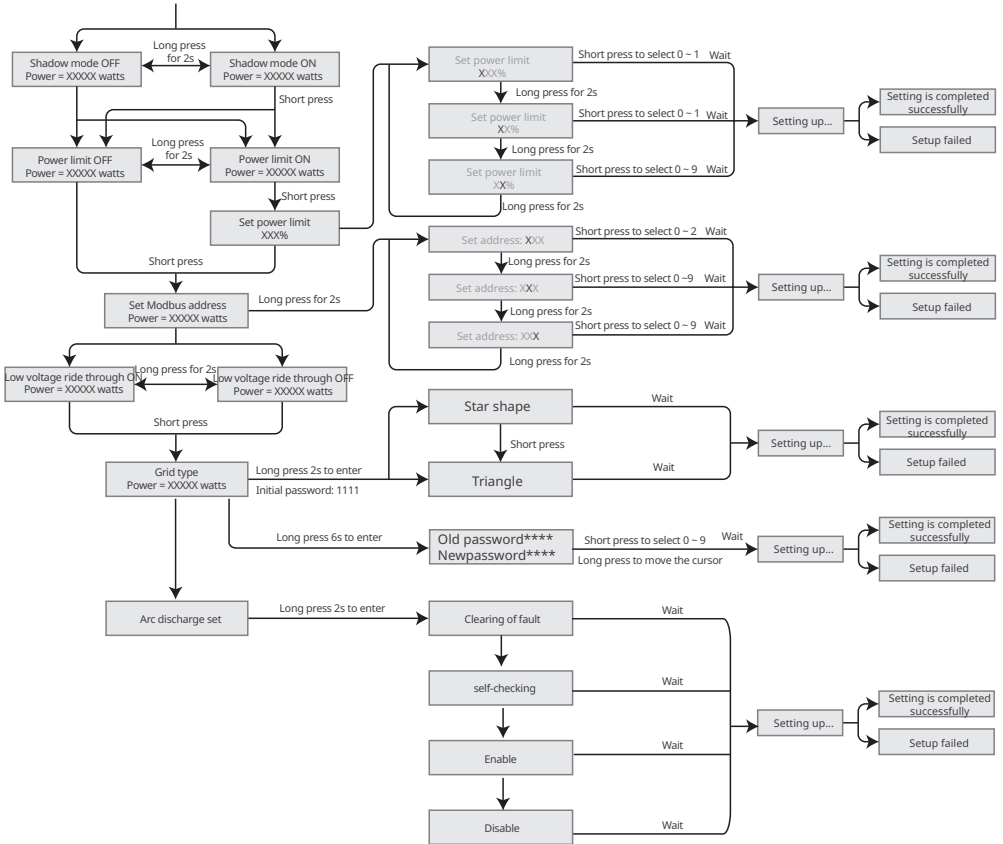 Shadow mode OFF
Power = XXXXX watts
Long press
for 2s
Shadow mode ON
Power = XXXXX watts
Short press
Power limit OFF
Power = XXXXX watts
Long press
for 2s
Power limit ON
Power = XXXXX watts
Short press
Set power limit
XXX%
Short press
Set power limit
XXX%
Short press to select 0 ~ 1 Wait
Long press for 2s
Set power limit
XX%
Short press to select 0 ~ 1 Wait
Long press for 2s
Set power limit
XX%
Short press to select 0 ~ 9 Wait
Long press for 2s
Setting up...
Setting is completed
successfully
Setup failed
Set Modbus address
Power = XXXXX watts
Long press for 2s
Set address: XXX
Short press to select 0 ~ 2 Wait
Long press for 2s
Set address: XXX
Short press to select 0 ~9 Wait
Long press for 2s
Set address: XXX
Short press to select 0 ~ 9 Wait
Long press for 2s
Setting up...
Setting is completed
successfully
Setup failed
Low voltage ride through ON
Power = XXXXX watts
Long press for 2s
Low voltage ride through OFF
Power = XXXXX watts
Short press
Grid type
Power = XXXXX watts
Long press 2s to enter
Initial password: 1111
Star shape
Wait
Short press
Triangle
Wait
Setting up...
Setting is completed
successfully
Setup failed
Long press 6s to enter
Old password****
Newpassword****
Short press to select 0 ~ 9 Wait
Long press to move the cursor
Setting up...
Setting is completed
successfully
Setup failed
Arc discharge set
Long press 2s to enter
Clearing of fault
Wait
self-checking
Wait
Enable
Wait
Disable
Wait
Setting up...
Setting is completed
successfully
Setup failed